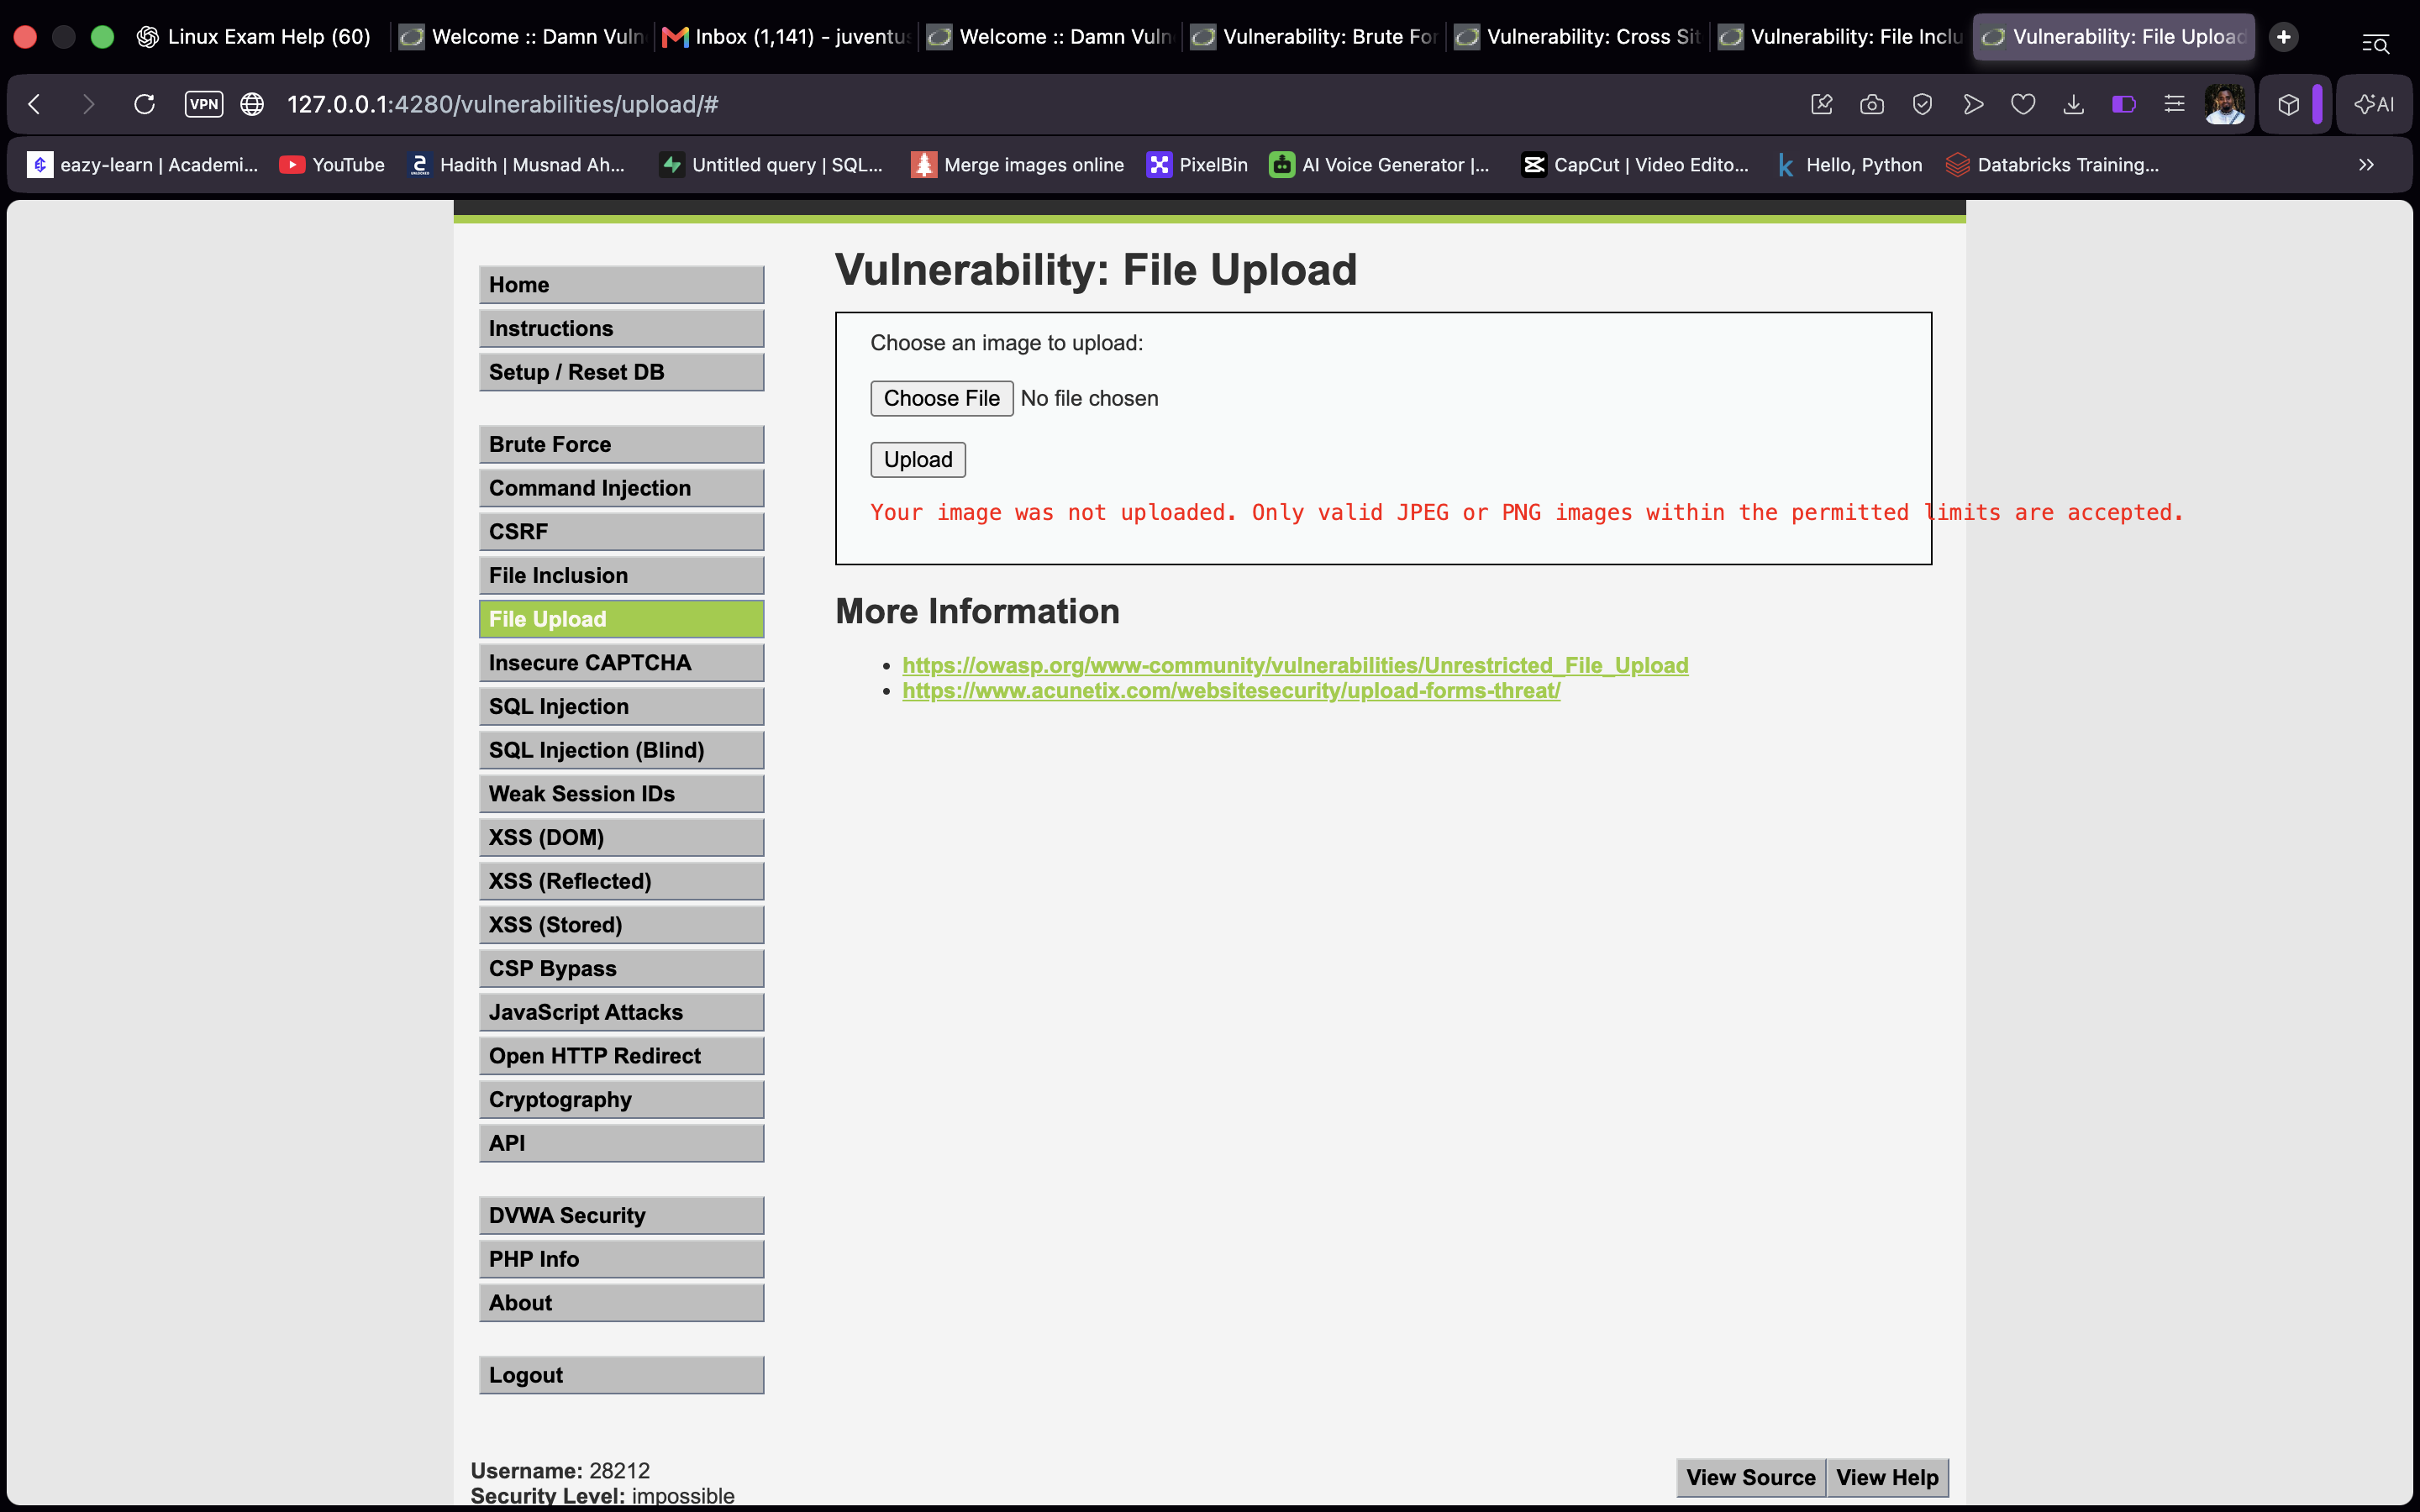 Linux Exam Help (60)
Welcome :: Damn Vuln
Inbox (1,141) - juventus
Welcome :: Damn Vuln
Vulnerability: Brute For
Vulnerability: Cross Sit
Vulnerability: File Inclu
Vulnerability: File Upload
VPN
127.0.0.1:4280/vulnerabilities/upload/#
AI
eazy-learn | Academi...
YouTube
Hadith | Musnad Ah...
Untitled query | SQL...
Merge images online
PixelBin
AI Voice Generator |...
CapCut | Video Edito...
Hello, Python
Databricks Training...
Home
Instructions
Setup / Reset DB
Brute Force
Command Injection
CSRF
File Inclusion
File Upload
Insecure CAPTCHA
SQL Injection
SQL Injection (Blind)
Weak Session IDs
XSS (DOM)
XSS (Reflected)
XSS (Stored)
CSP Bypass
JavaScript Attacks
Open HTTP Redirect
Cryptography
API
DVWA Security
PHP Info
About
Logout
Vulnerability: File Upload
Choose an image to upload:
Choose File No file chosen
Upload
Your image was not uploaded. Only valid JPEG or PNG images within the permitted limits are accepted.
More Information
https://owasp.org/www-community/vulnerabilities/Unrestricted_File_Upload
https://www.acunetix.com/websitesecurity/upload-forms-threat/
Username: 28212
Security Level: impossible
View Source
View Help